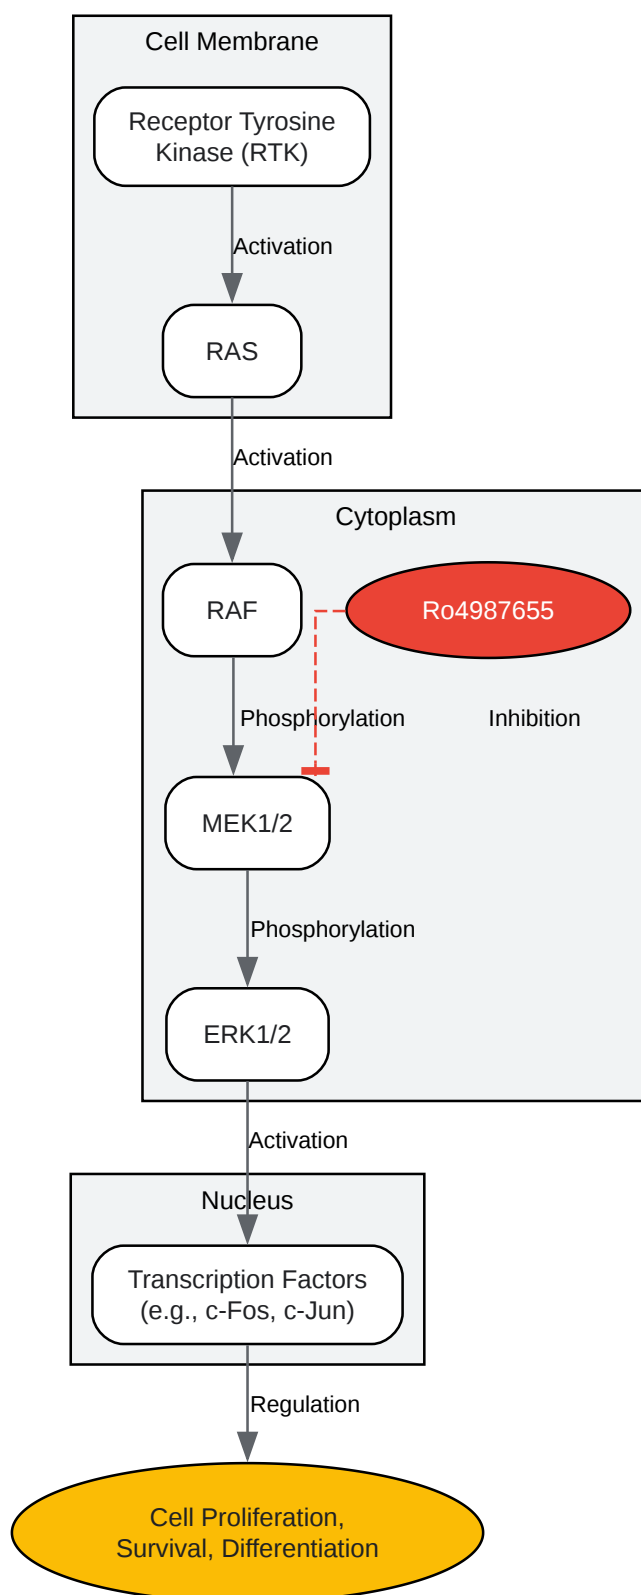 Cell Membrane
Receptor Tyrosine
Kinase (RTK)
Activation
RAS
Activation
Cytoplasm
RAF
Ro4987655
Phosphorylation
Inhibition
MEK1/2
Phosphorylation
ERK1/2
Activation
Nucleus
Transcription Factors
(e.g., c-Fos, c-Jun)
Regulation
Cell Proliferation,
Survival, Differentiation